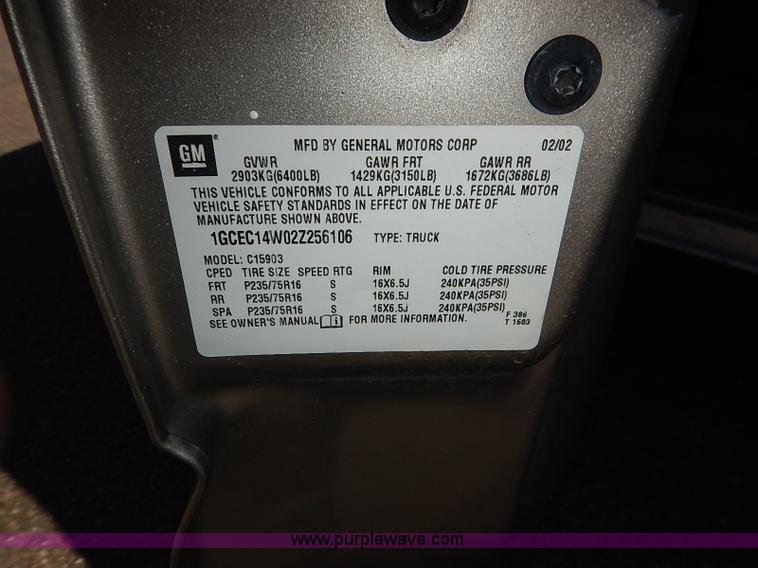 GM ® MFD BY GENERAL MOTORS CORP 02/02
GVWR GAWR FRT GAWR RR
2903KG(6400LB) 1429KG(3150LB) 1672KG(3686LB)
THIS VEHICLE CONFORMS TO ALL APPLICABLE U.S. FEDERAL MOTOR
VEHICLE SAFETY STANDARDS IN EFFECT ON THE DATE OF
MANUFACTURE SHOWN ABOVE.
1GCEC14W02Z256106 TYPE: TRUCK
MODEL: C15903
CPED TIRE SIZE SPEED RTG RIM COLD TIRE PRESSURE
FRT P235/75R16 S 16X6.5J 240KPA(35PSI)
RR P235/75R16 S 16X6.5J 240KPA(35PSI)
SPA P235/75R16 S 16X6.5J 240KPA(35PSI)
SEE OWNER'S MANUAL FOR MORE INFORMATION.
F 386
T 1603
www.purplewave.com